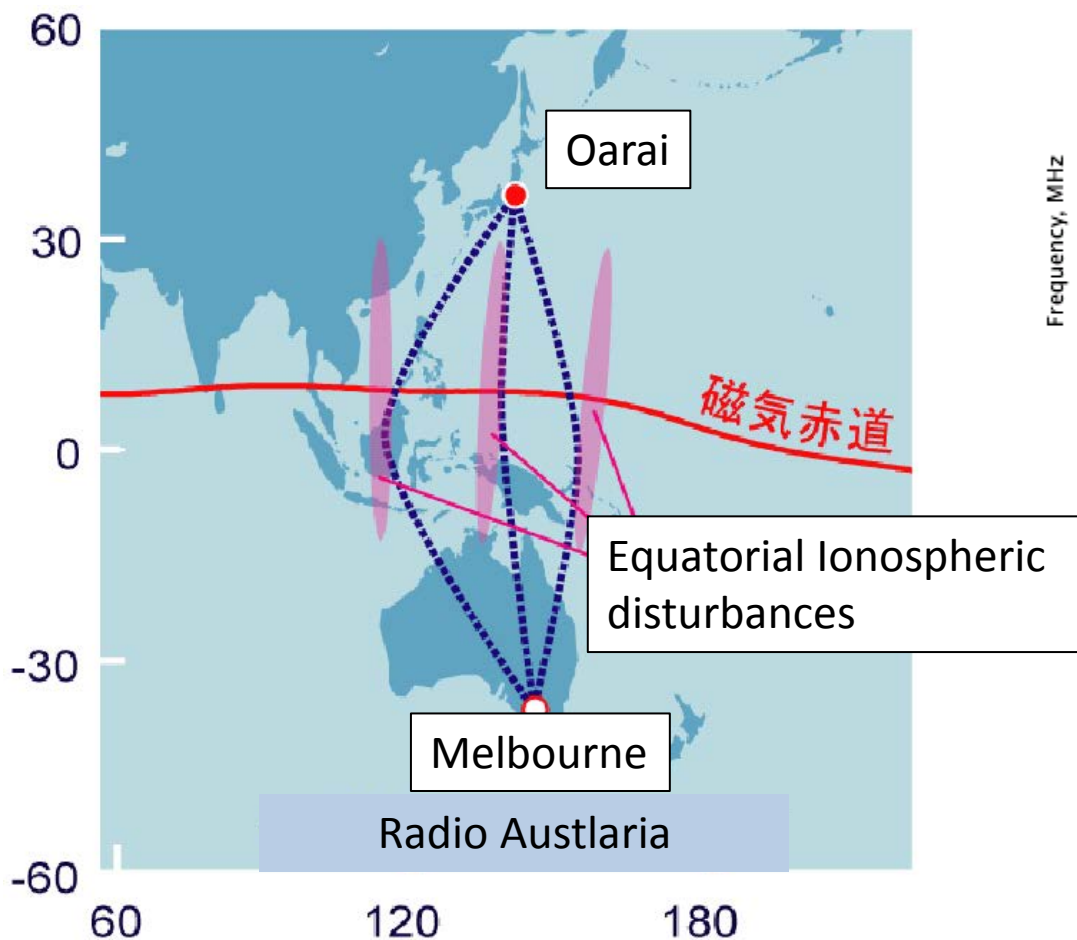 60
Oarai
Frequency, MHz
30
磁気赤道
0
Equatorial Ionospheric
disturbances
-30
Melbourne
Radio Austlaria
-60
60
120
180